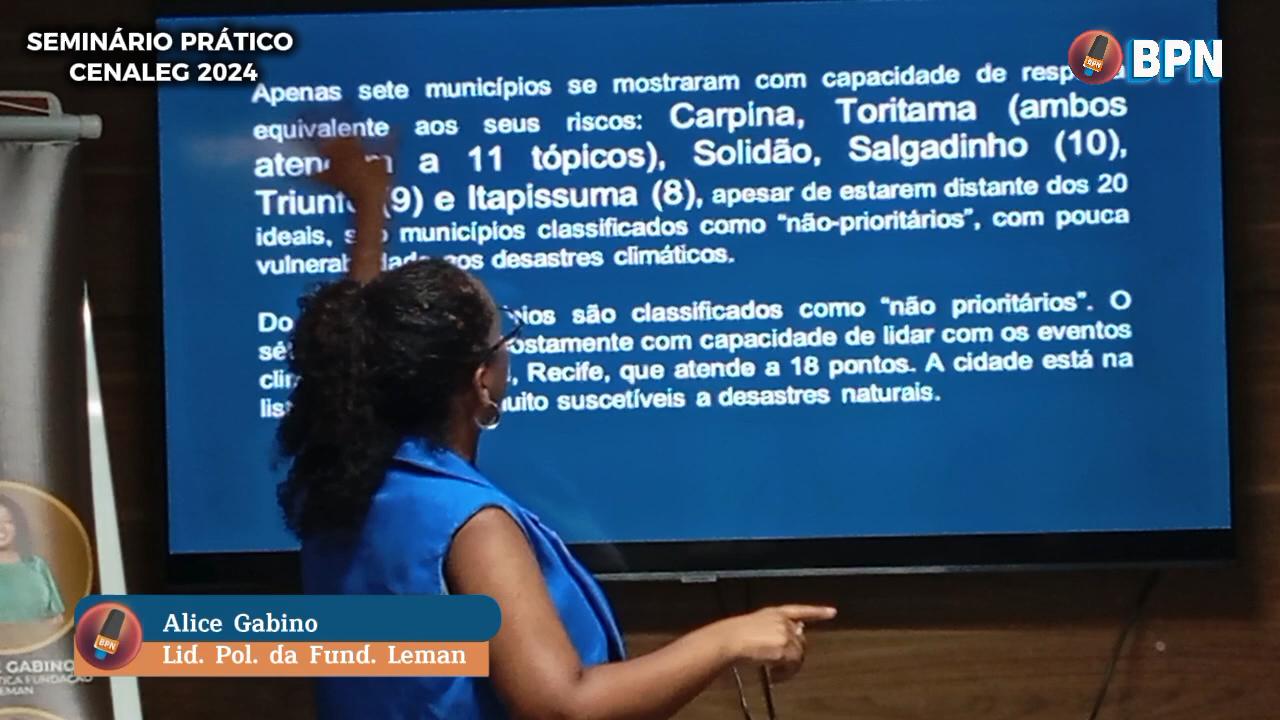 SEMINÁRIO PRÁTICO
CENALEG 2024
BPN
Apenas sete municípios se mostraram com capacidade de
equivalente aos seus riscos: Carpina, Toritama (ambos
a 11 tópicos), Solidão, Salgadinho (10),
(9) e Itapissuma (8), apesar de estarem distante dos 20
ideais, municípios classificados como “não-prioritários”, com pouca
aos desastres climáticos.
são classificados como “não prioritários”. O
com capacidade de lidar com os eventos
, Recife, que atende a 18 pontos. A cidade está na
suscetíveis a desastres naturais.
GABINO
BPN
Alice Gabino
Lid. Pol. da Fund. Leman